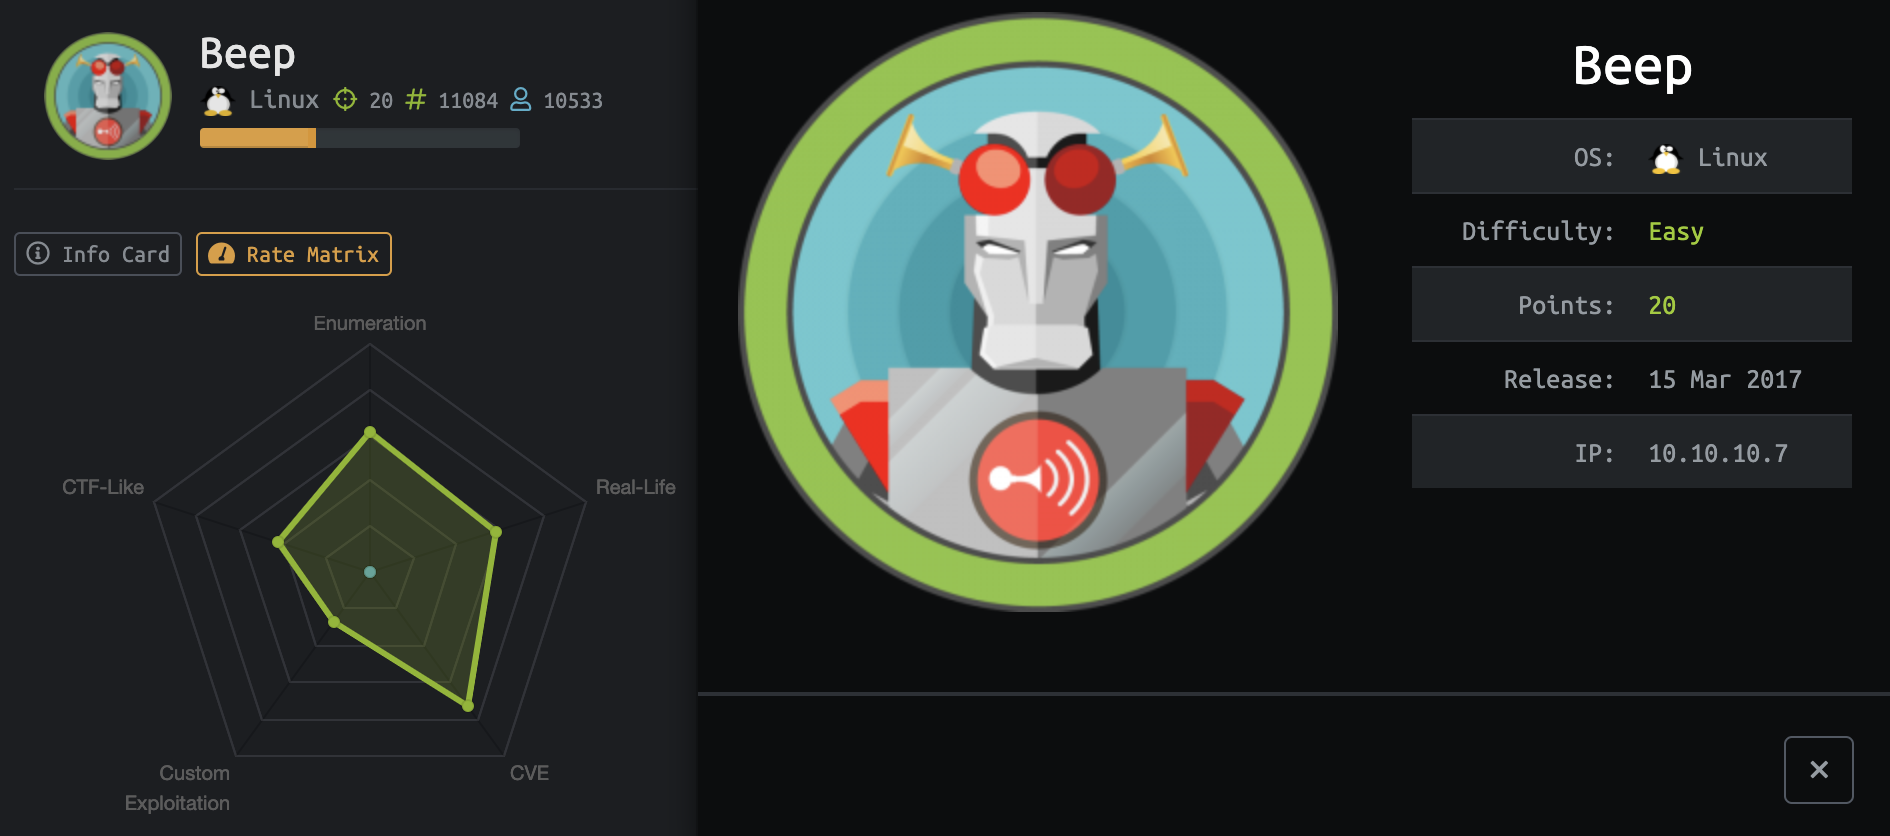 Beep
Linux 20 # 11084 10533
Info Card
Rate Matrix
Enumeration
CTF-Like
Real-Life
Custom
Exploitation
CVE
Beep
OS: Linux
Difficulty: Easy
Points: 20
Release: 15 Mar 2017
IP: 10.10.10.7